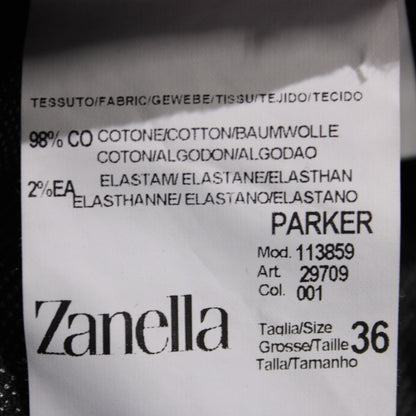 TESSUTO/FABRIC/GEWEBE/TISSU/TEJIDO/TECIDO
98% CO COTONE/COTTON/BAUMWOLLE
COTON/ALGODON/ALGODAO
2%EA ELASTAM/ ELASTANE/ELASTHAN
ELASTHANNE/ ELASTANO/ELASTANO
PARKER
Mod. 113859
Art. 29709
Col. 001
Zanella
Taglia/Size
Grosse/Taille 36
Talla/Tamanho